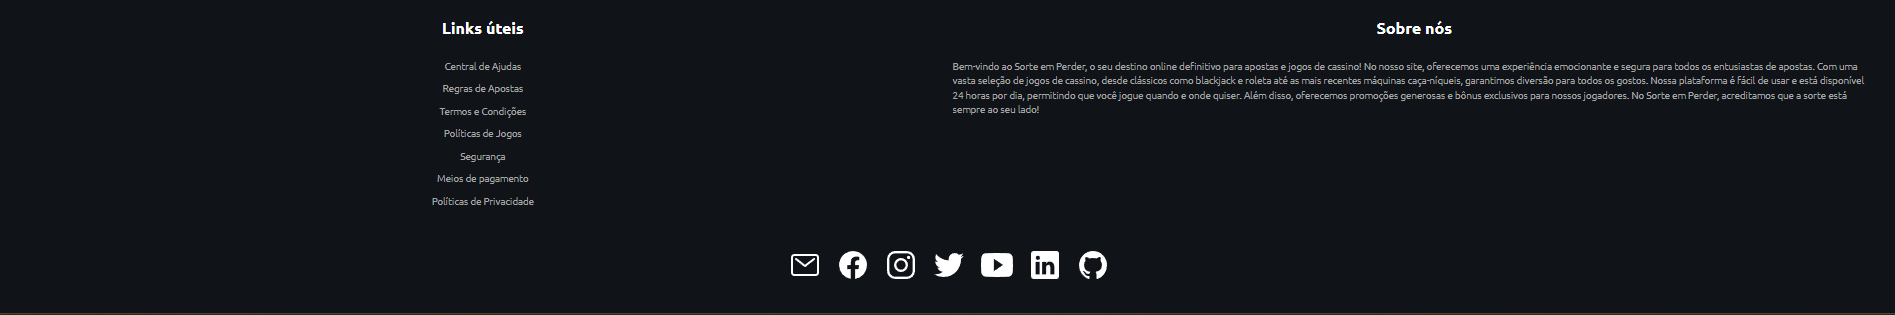 Links úteis
Central de Ajudas
Regras de Apostas
Termos e Condições
Políticas de Jogos
Segurança
Meios de pagamento
Políticas de Privacidade
Sobre nós
Bem-vindo ao Sorte em Perder, o seu destino online definitivo para apostas e jogos de cassino! No nosso site, oferecemos uma experiência emocionante e segura para todos os entusiastas de apostas. Com uma
vasta seleção de jogos de cassino, desde clássicos como blackjack e roleta até as mais recentes máquinas caça-níqueis, garantimos diversão para todos os gostos. Nossa plataforma é fácil de usar e está disponível
24 horas por dia, permitindo que você jogue quando e onde quiser. Além disso, oferecemos promoções generosas e bônus exclusivos para nossos jogadores. No Sorte em Perder, acreditamos que a sorte está
sempre ao seu lado!